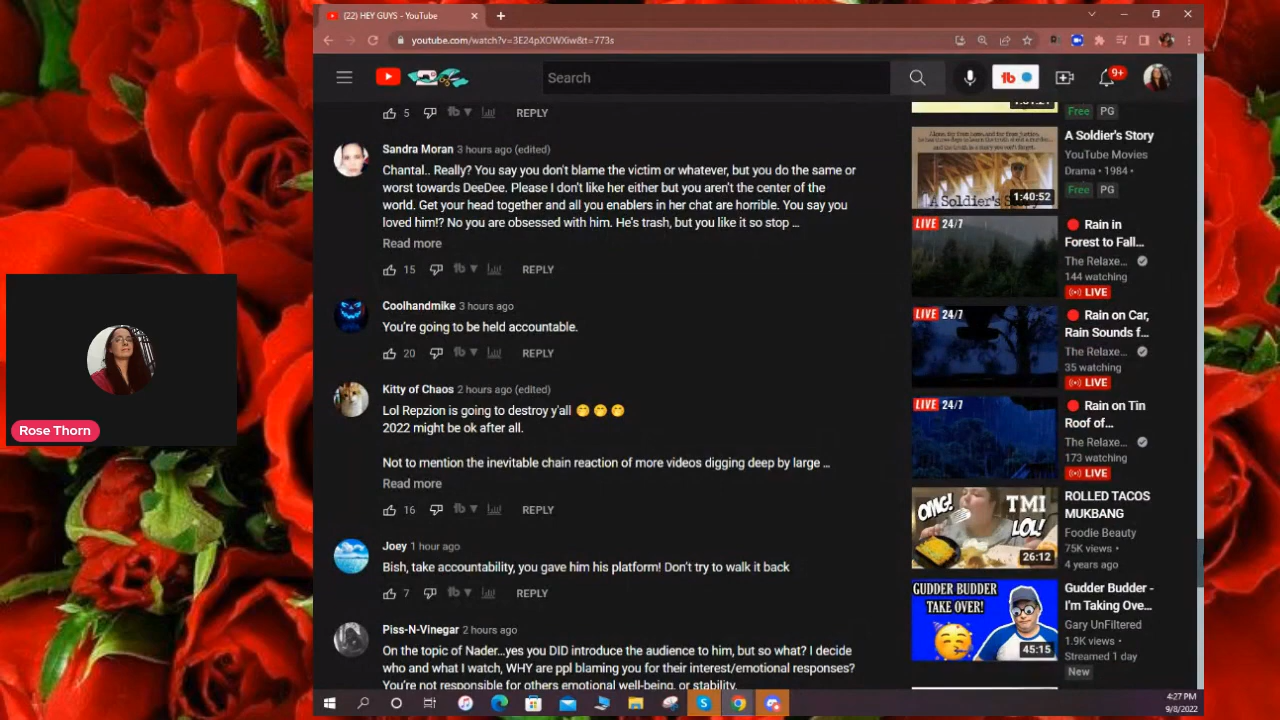 (22) HEY GUYS - YouTube
youtube.com/watch?v=3E24pXOWXiw&t=773s
Search
9+
5
REPLY
Sandra Moran 3 hours ago (edited)
Chantal.. Really? You say you don't blame the victim or whatever, but you do the same or
worst towards DeeDee. Please I don't like her either but you aren't the center of the
world. Get your head together and all you enablers in her chat are horrible. You say you
loved him!? No you are obsessed with him. He's trash, but you like it so stop ...
Read more
15
REPLY
Coolhandmike 3 hours ago
You're going to be held accountable.
20
REPLY
Kitty of Chaos 2 hours ago (edited)
Lol Repzion is going to destroy y'all
2022 might be ok after all.
Not to mention the inevitable chain reaction of more videos digging deep by large ...
Read more
16
REPLY
Joey 1 hour ago
Bish, take accountability, you gave him his platform! Don't try to walk it back
7
REPLY
Piss-N-Vinegar 2 hours ago
On the topic of Nader...yes you DID introduce the audience to him, but so what? I decide
who and what I watch, WHY are ppl blaming you for their interest/emotional responses?
You're not responsible for others emotional well-being, or stability.
Free PG
A Soldier's Story
YouTube Movies
Drama • 1984 •
Free PG
1:40:52
A Soldier's Story
LIVE 24/7
Rain in
Forest to Fall...
The Relaxe...
144 watching
LIVE
LIVE 24/7
Rain on Car,
Rain Sounds f...
The Relaxe...
35 watching
LIVE
LIVE 24/7
Rain on Tin
Roof of...
The Relaxe...
173 watching
LIVE
OMG!
TMI
LOL!
26:12
ROLLED TACOS
MUKBANG
Foodie Beauty
75K views •
4 years ago
GUDDER BUDDER
TAKE OVER!
45:15
Gudder Budder -
I'm Taking Ove...
Gary UnFiltered
1.9K views •
Streamed 1 day
New
Rose Thorn
4:27 PM
9/8/2022